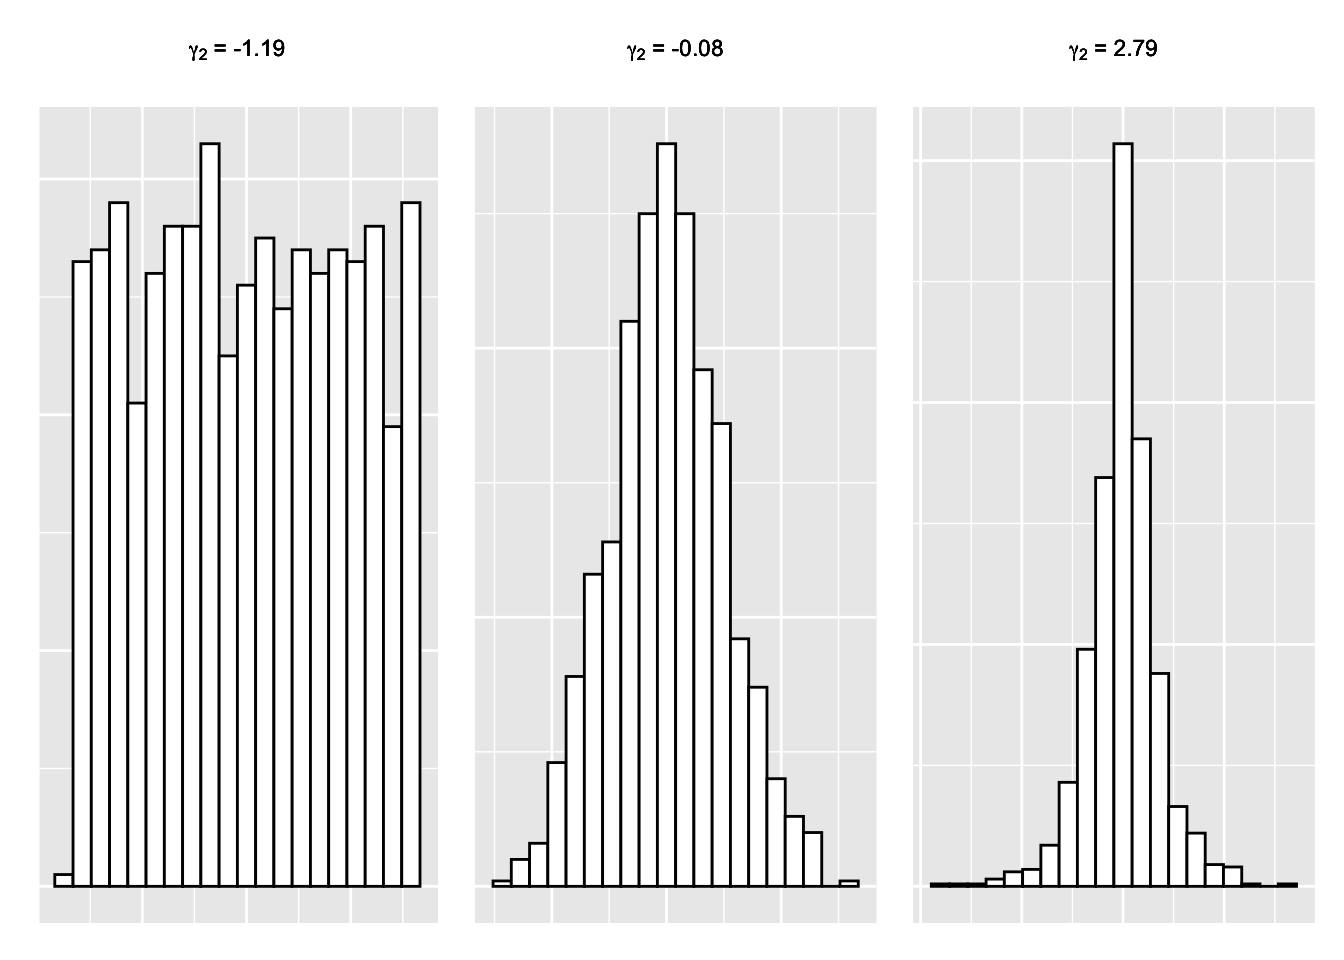 γ₂ = -1.19
γ₂ = -0.08
γ₂ = 2.79